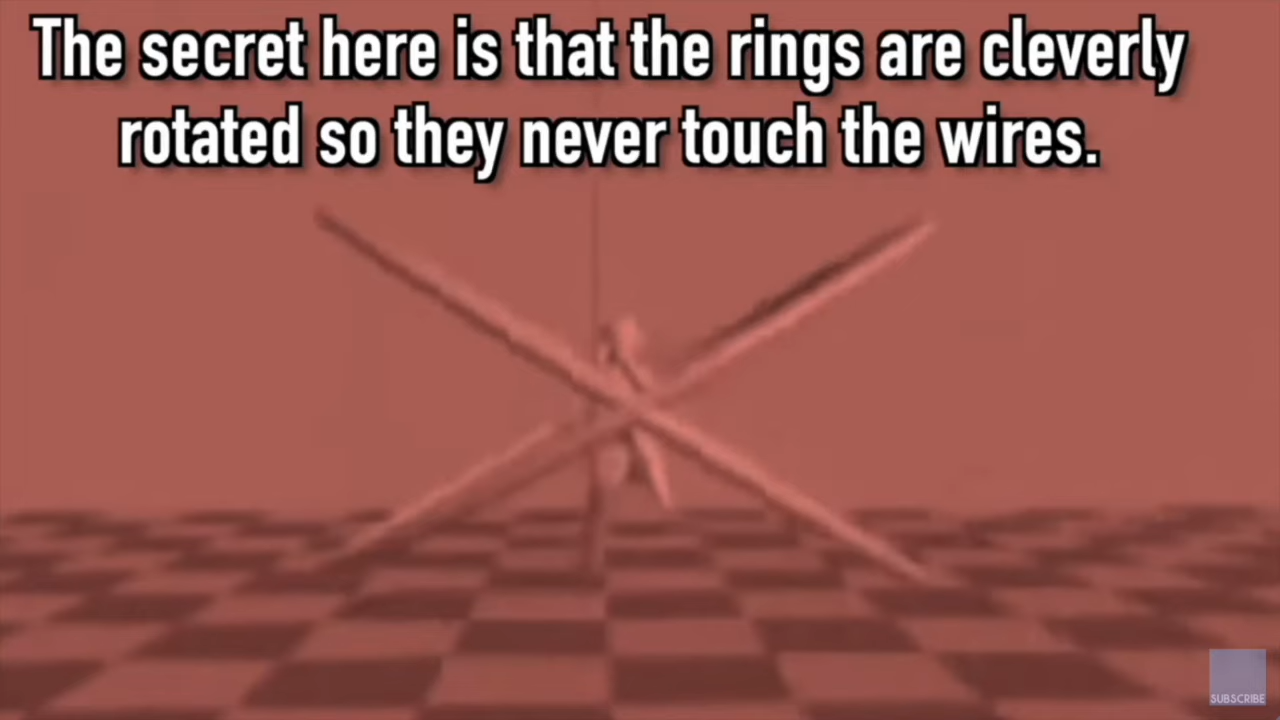 The secret here is that the rings are cleverly
rotated so they never touch the wires.
SUBSCRIBE